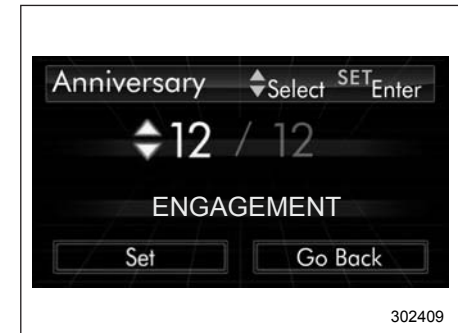 Anniversary Select SET Enter
12 / 12
ENGAGEMENT
Set Go Back
302409